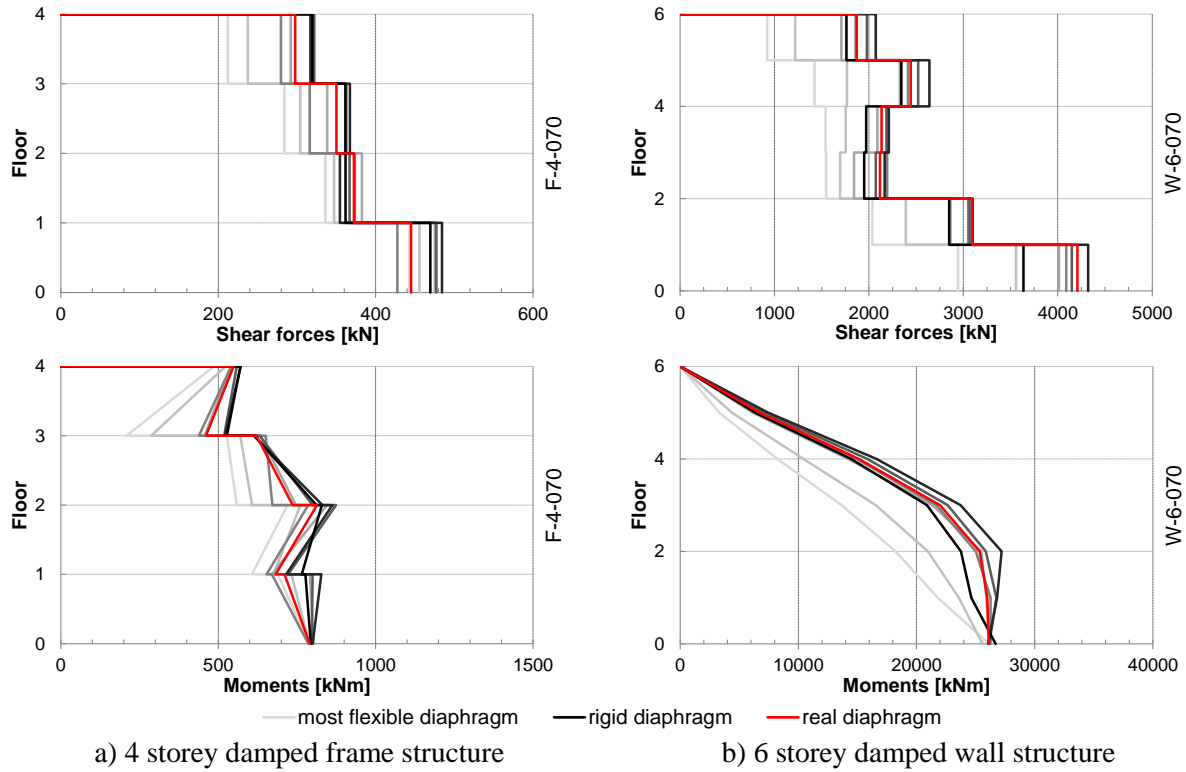 4
3
2
1
0
Floor
0 200 400 600
Shear forces [kN]
F-4-070
6
5
4
2
1
0
Floor
0 1000 2000 3000 4000 5000
Shear forces [kN]
W-6-070
4
3
2
1
0
Floor
0 500 1000 1500
Moments [kNm]
F-4-070
6
4
3
2
1
0
Floor
0 10000 20000 30000 40000
Moments [kNm]
W-6-070
most flexible diaphragm rigid diaphragm real diaphragm
a) 4 storey damped frame structure b) 6 storey damped wall structure